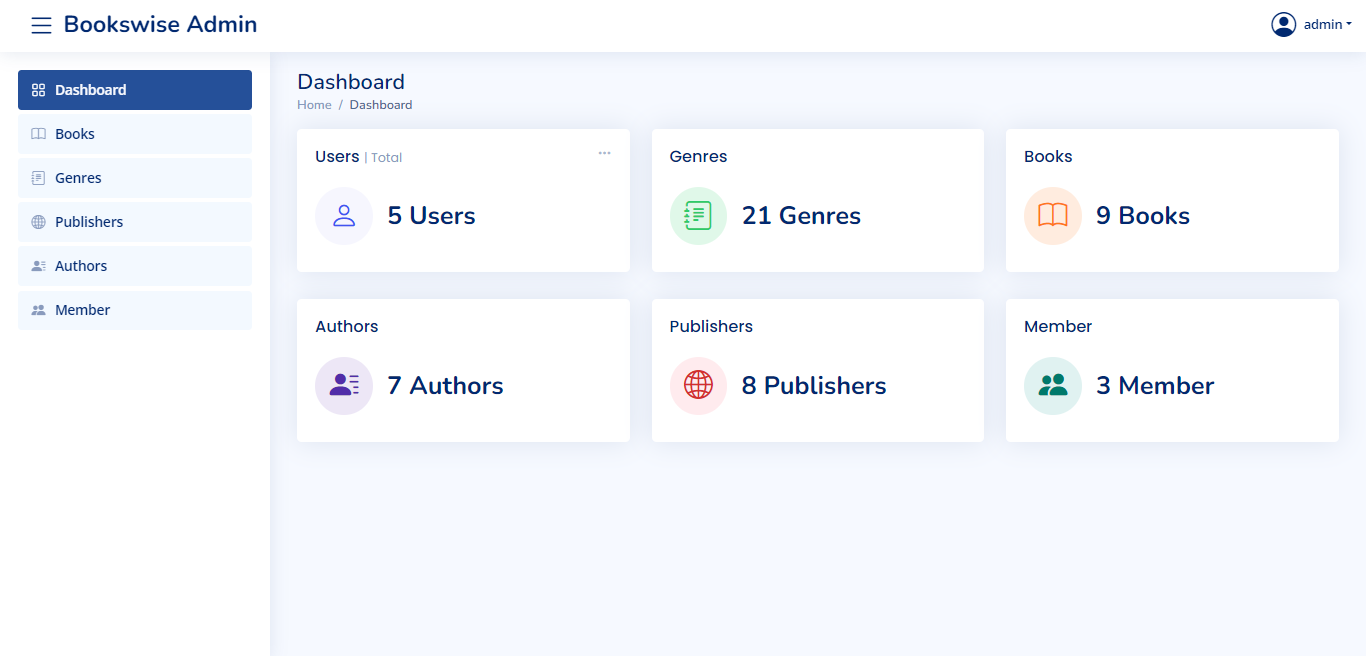 Bookswise Admin
admin
Dashboard
Books
Genres
Publishers
Authors
Member
Dashboard
Home / Dashboard
Users | Total
5 Users
Genres
21 Genres
Books
9 Books
Authors
7 Authors
Publishers
8 Publishers
Member
3 Member